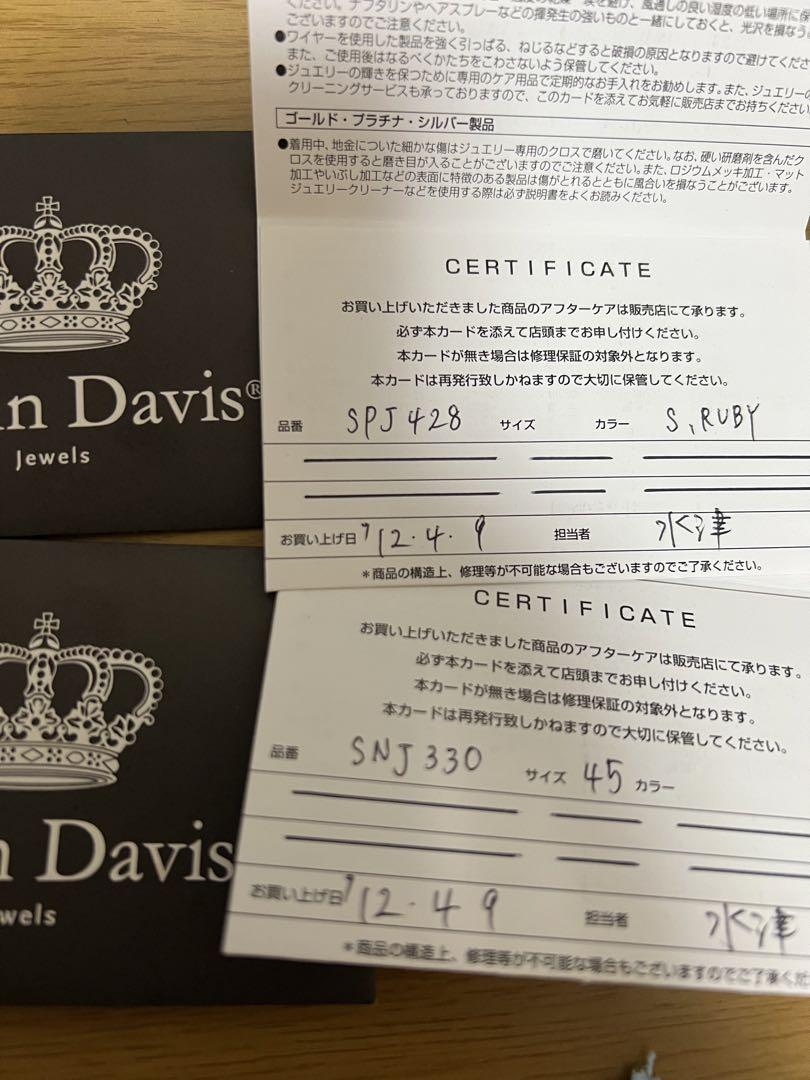 ください。ナフタリンやヘアスプレーなどの揮発生の強いものと一緒にしておくと、光沢を損なう
ございますのでご注意ください。
●ワイヤーを使用した製品を強く引っぱる、ねじるなどすると破損の原因となりますので避けてくださ
また、ご使用後はなるべくかたちをこわさないよう保管してください。
●ジュエリーの輝きを保つために専用のケア用品で定期的なお手入れをお勧めします。また、ジュエリーの
クリーニングサービスも承っておりますので、このカードを添えてお気軽に販売店までお持ちください
ゴールド・プラチナ・シルバー製品
●着用中、地金についた細かな傷はジュエリー専用のクロスで磨いてください。なお、硬い研磨剤を含んだク
ロスを使用すると磨き目が入ることがございますのでご注意ください。また、ロジウムメッキ加工・マット
加工やいぶし加工などの表面に特徴のある製品は傷がとれるとともに風合いを損なうことがございます。
ジュエリークリーナーなどを使用する際は必ず説明書をよくお読みください。
CERTIFICATE
お買い上げいただきました商品のアフターケアは販売店にて承ります。
必ず本カードを添えて店頭までお申し付けください。
本カードが無き場合は修理保証の対象外となります。
本カードは再発行致しかねますので大切に保管してください。
品番 SPJ428 サイズ カラー S,RUBY
お買い上げ日 '12.4.9 担当者 水津
*商品の構造上、修理等が不可能な場合もございますのでご了承ください。
n Davis®
Jewels
CERTIFICATE
お買い上げいただきました商品のアフターケアは販売店にて承ります。
必ず本カードを添えて店頭までお申し付けください。
本カードが無き場合は修理保証の対象外となります。
本カードは再発行致しかねますので大切に保管してください。
品番 SNJ330 サイズ 45 カラー
お買い上げ日 '12.4 9 担当者 水津
*商品の構造上、修理等が不可能な場合もございますのでご了承くだ
n Davis
wels